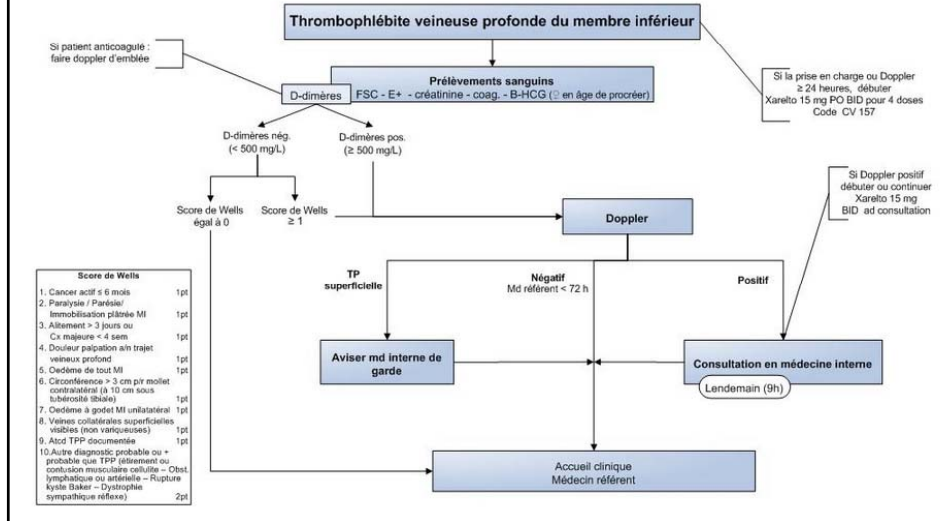 Thrombophlébite veineuse profonde du membre inférieur
Si patient anticoagulé :
faire doppler d'emblée
Prélèvements sanguins
FSC - E+ - créatinine - coag. - B-HCG (♀ en âge de procréer)
D-dimères
Si la prise en charge ou Doppler
≥ 24 heures, débuter
Xarelto 15 mg PO BID pour 4 doses
Code CV 157
D-dimères nég.
(< 500 mg/L)
D-dimères pos.
(≥ 500 mg/L)
Score de Wells
égal à 0
Score de Wells
≥ 1
Doppler
Si Doppler positif
débuter ou continuer
Xarelto 15 mg
BID ad consultation
TP
superficielle
Négatif
Md référent < 72 h
Positif
Aviser md interne de
garde
Consultation en médecine interne
Lendemain (9h)
Accueil clinique
Médecin référent
Score de Wells
1. Cancer actif ≤ 6 mois 1pt
2. Paralysie / Parésie/
Immobilisation plâtrée MI 1pt
3. Alitement > 3 jours ou
Cx majeure < 4 sem 1pt
4. Douleur palpation a/n trajet
veineux profond 1pt
5. Oedème de tout MI 1pt
6. Circonférence > 3 cm p/r mollet
contralatéral (à 10 cm sous
tubérosité tibiale) 1pt
7. Oedème à godet MI unilatatéral 1pt
8. Veines collatérales superficielles
visibles (non variqueuses) 1pt
9. Atcd TPP documentée 1pt
10.Autre diagnostic probable ou +
probable que TPP (étirement ou
contusion musculaire cellulite – Obst.
lymphatique ou artérielle – Rupture
kyste Baker – Dystrophie
sympathique réflexe) 2pt